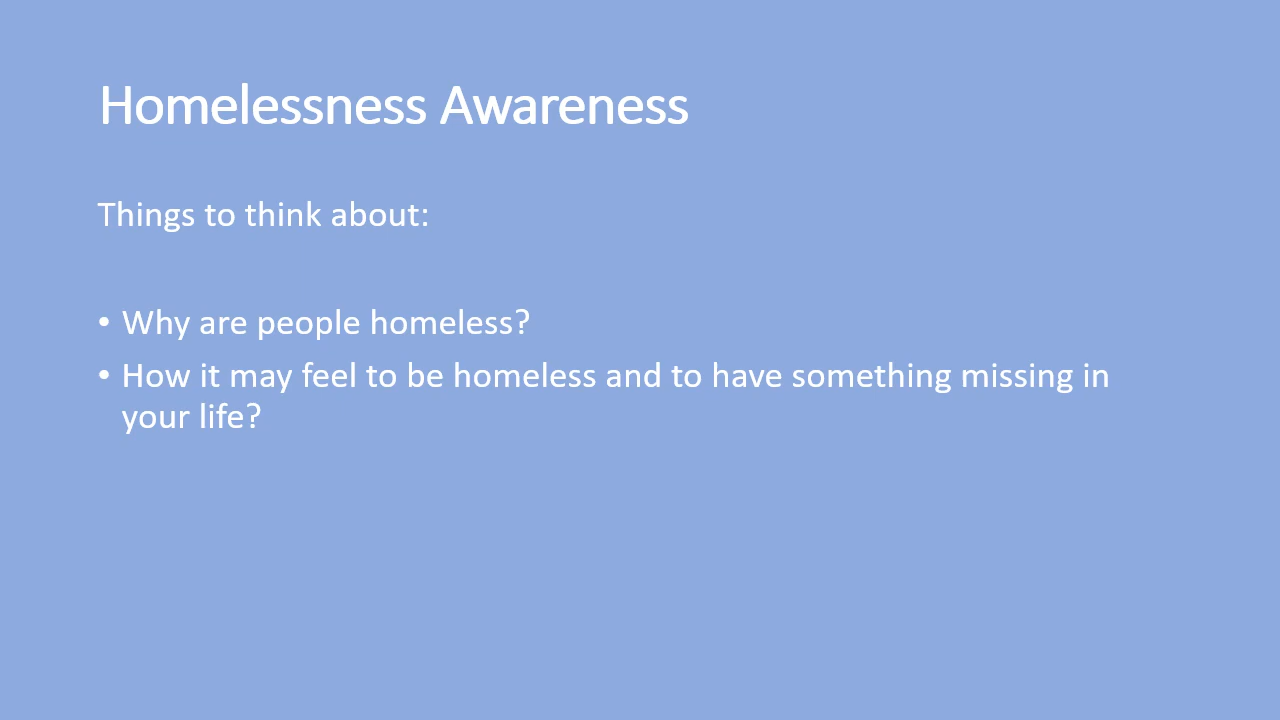 Homelessness Awareness
Things to think about:
• Why are people homeless?
• How it may feel to be homeless and to have something missing in
your life?